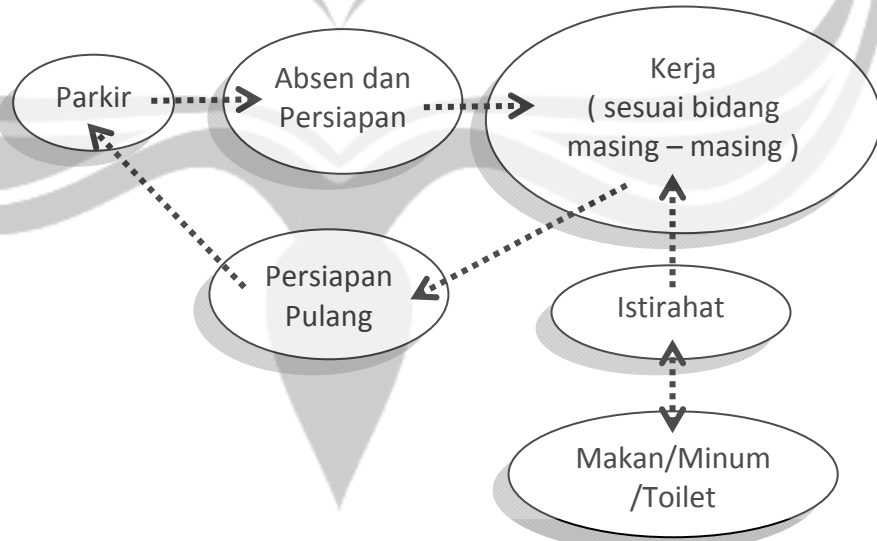 Parkir
Absen dan
Persiapan
Kerja
( sesuai bidang
masing – masing )
Persiapan
Pulang
Istirahat
Makan/Minum
/Toilet